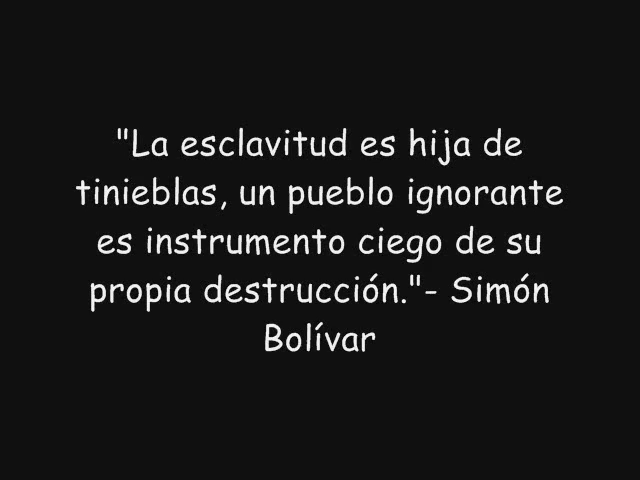 "La esclavitud es hija de
tinieblas, un pueblo ignorante
es instrumento ciego de su
propia destrucción."- Simón
Bolívar